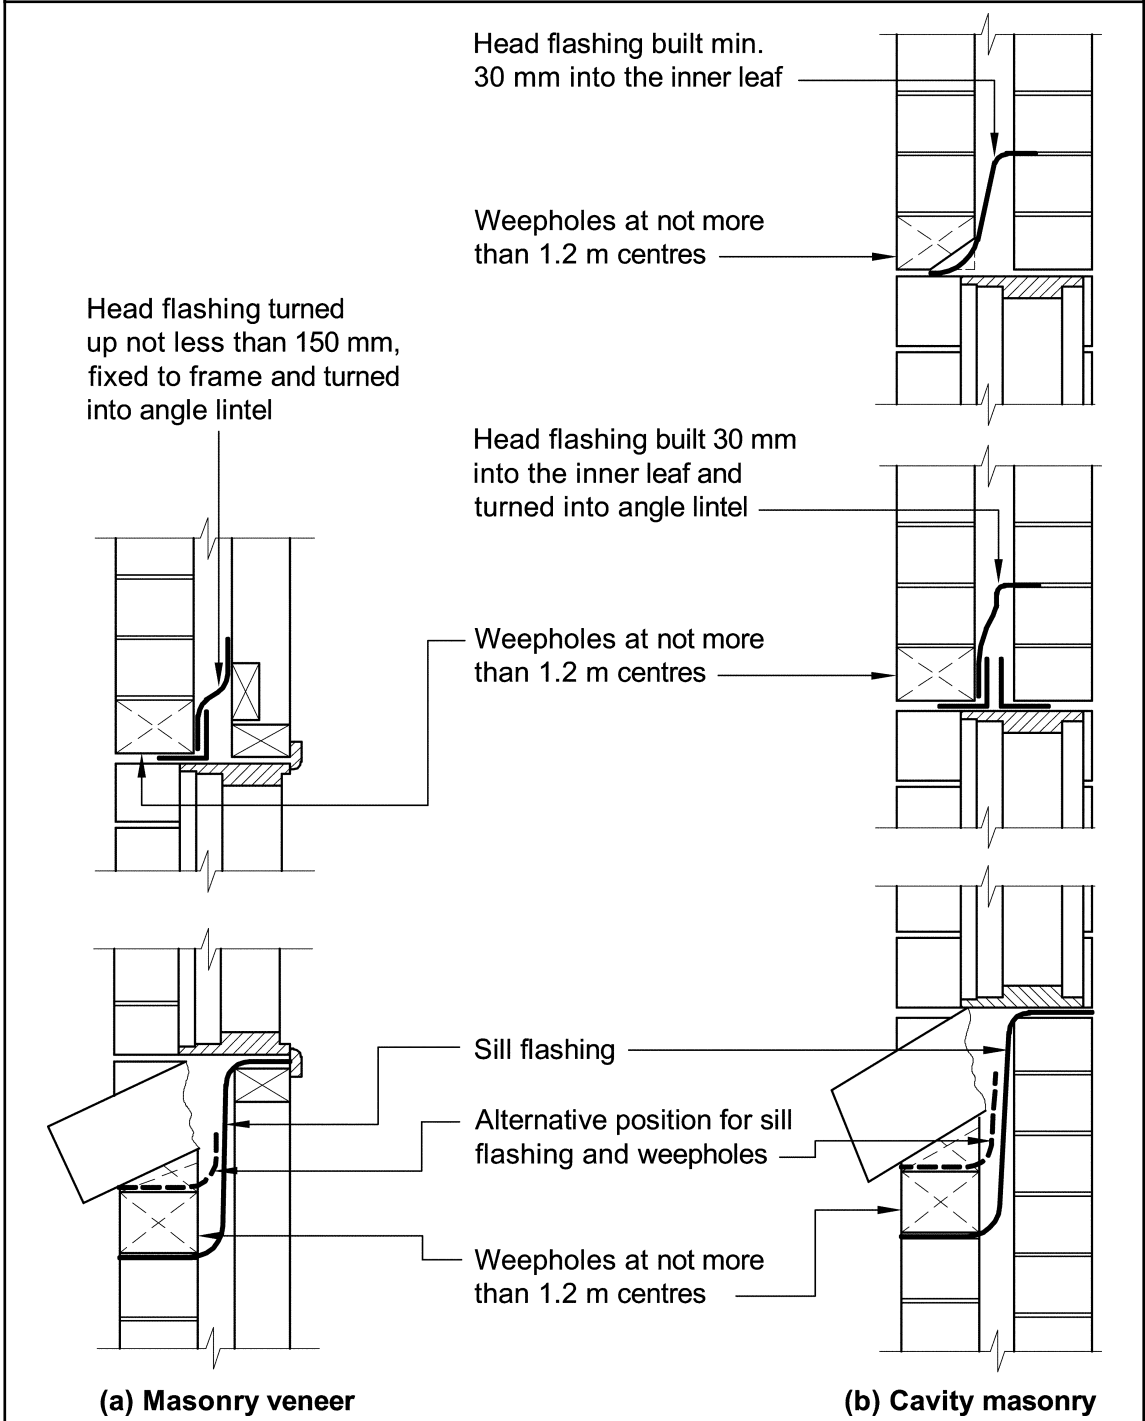 Head flashing built min.
30 mm into the inner leaf
Weepholes at not more
than 1.2 m centres
Head flashing turned
up not less than 150 mm,
fixed to frame and turned
into angle lintel
Head flashing built 30 mm
into the inner leaf and
turned into angle lintel
Weepholes at not more
than 1.2 m centres
Sill flashing
Alternative position for sill
flashing and weepholes
Weepholes at not more
than 1.2 m centres
(a) Masonry veneer
(b) Cavity masonry